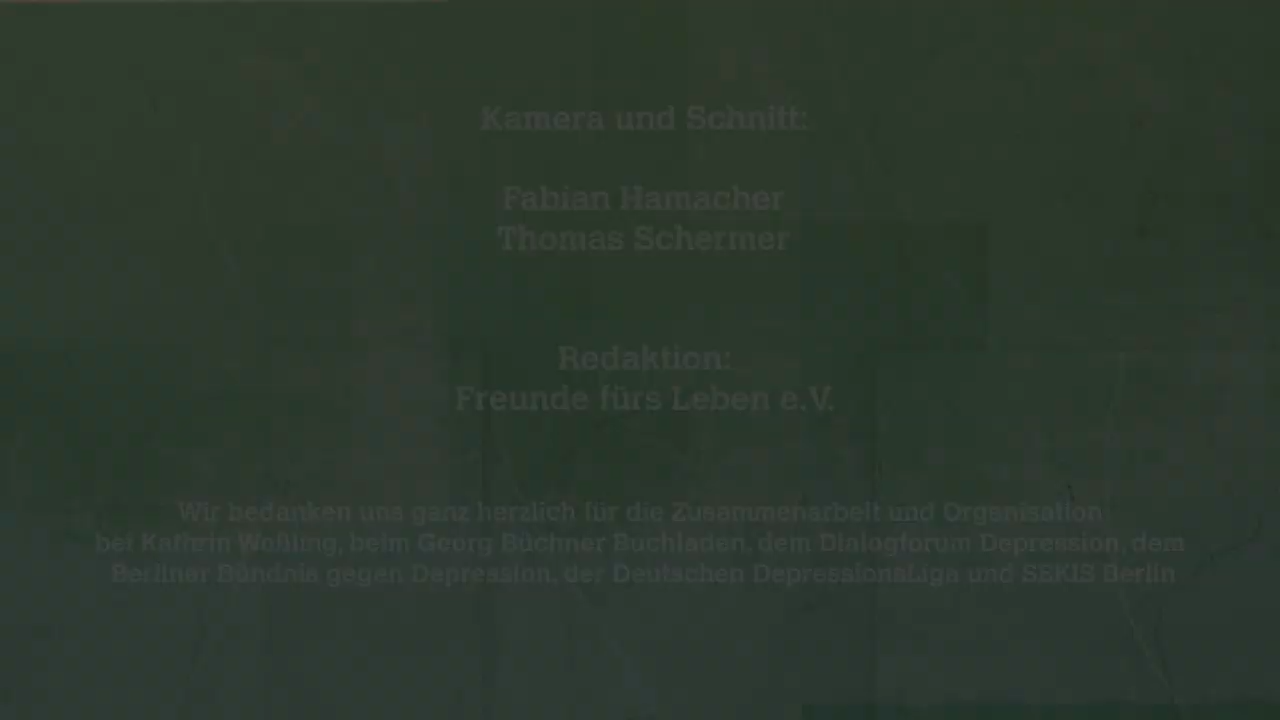 Kamera und Schnitt:
Fabian Hamacher
Thomas Schermer
Redaktion:
Freunde fürs Leben e.V.
Wir bedanken uns ganz herzlich für die Zusammenarbeit und Organisation
bei Kathrin Weßling, beim Georg Büchner Buchladen, dem Dialogforum Depression, dem
Berliner Bündnis gegen Depression, der Deutschen DepressionsLiga und SEKIS Berlin